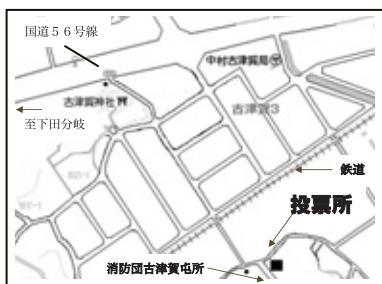 国道５６号線
中村古津賀局
古津賀神社
古津賀3
至下田分岐
鉄道
投票所
消防団古津賀屯所